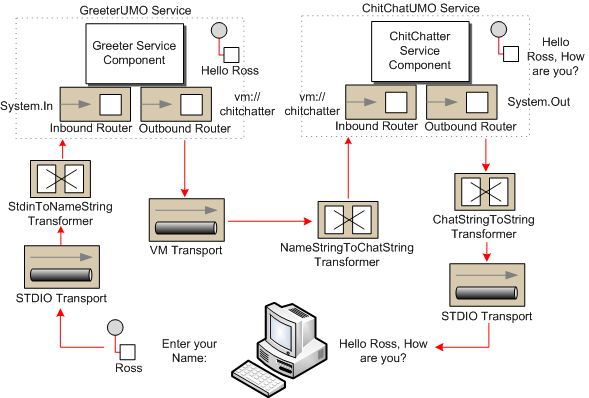 GreeterUMO Service
ChitChatUMO Service
Greeter Service
Component
Hello Ross
ChitChatter
Service
Component
Hello
Ross, How
are you?
System.In
Inbound Router
Outbound Router
vm://
chitchatter
vm://
chitchatter
Inbound Router
Outbound Router
System.Out
StdinToNameString
Transformer
VM Transport
NameStringToChatString
Transformer
ChatStringToString
Transformer
STDIO Transport
STDIO Transport
Ross
Enter your
Name:
Hello Ross, How
are you?